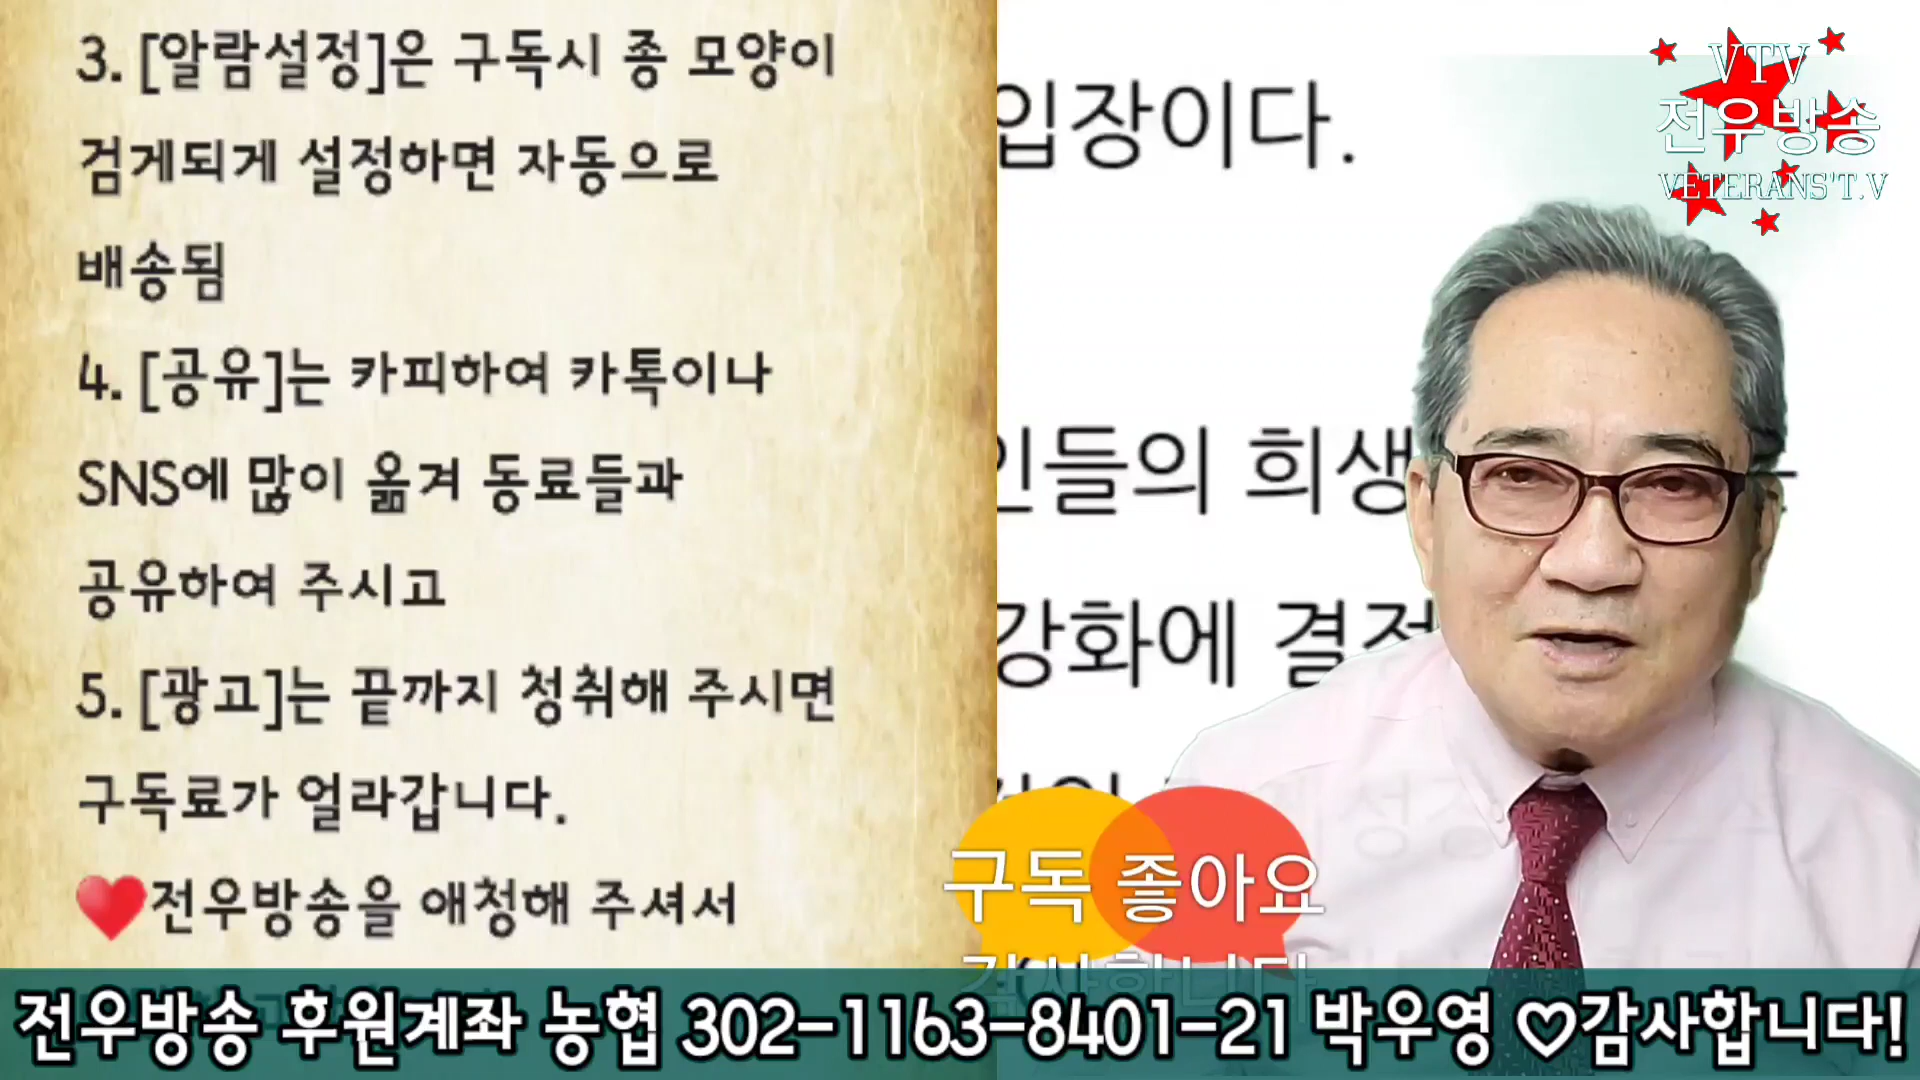 3. [알람설정]은 구독시 종 모양이
검게되게 설정하면 자동으로
배송됨
4. [공유]는 카피하여 카톡이나
SNS에 많이 옮겨 동료들과
공유하여 주시고
5. [광고]는 끝까지 청취해 주시면
구독료가 얼라갑니다.
❤전우방송을 애청해 주셔서
입장이다.
인들의 희생
강화에 결정
VTV
전우방송
VETERANS'T.V
구독 좋아요
감사합니다
전우방송 후원계좌 농협 302-1163-8401-21 박우영 ♡감사합니다!